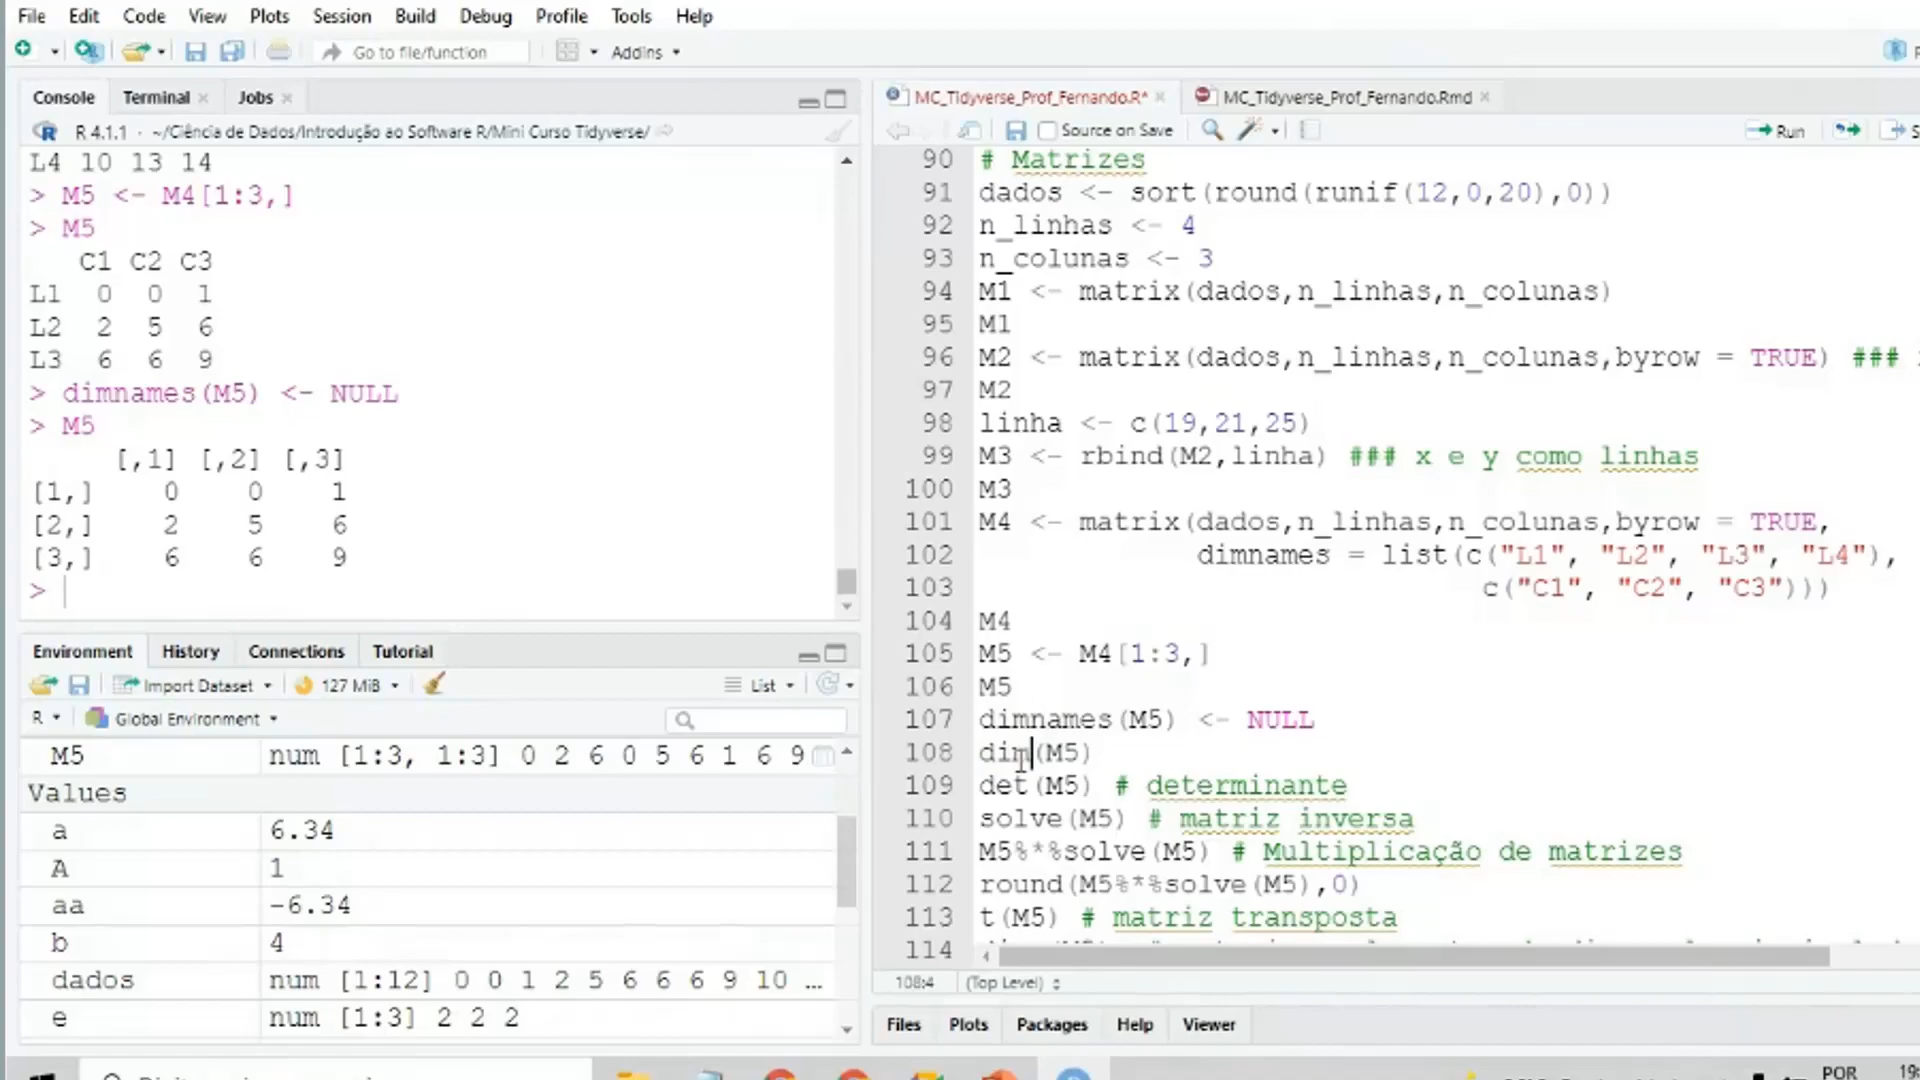 File Edit Code View Plots Session Build Debug Profile Tools Help
Go to file/function Addins
Console Terminal Jobs
R 4.1.1 · ~/Ciência de Dados/Introdução ao Software R/Mini Curso Tidyverse/
L4 10 13 14
> M5 <- M4[1:3,]
> M5
C1 C2 C3
L1 0 0 1
L2 2 5 6
L3 6 6 9
> dimnames(M5) <- NULL
> M5
[,1] [,2] [,3]
[1,] 0 0 1
[2,] 2 5 6
[3,] 6 6 9
>
Environment History Connections Tutorial
Import Dataset 127 MiB List
R Global Environment
M5 num [1:3, 1:3] 0 2 6 0 5 6 1 6 9
Values
a 6.34
A 1
aa -6.34
b 4
dados num [1:12] 0 0 1 2 5 6 6 6 9 10 ...
e num [1:3] 2 2 2
MC_Tidyverse_Prof_Fernando.R* MC_Tidyverse_Prof_Fernando.Rmd
Source on Save Run
90 # Matrizes
91 dados <- sort(round(runif(12,0,20),0))
92 n_linhas <- 4
93 n_colunas <- 3
94 M1 <- matrix(dados,n_linhas,n_colunas)
95 M1
96 M2 <- matrix(dados,n_linhas,n_colunas,byrow = TRUE) ###
97 M2
98 linha <- c(19,21,25)
99 M3 <- rbind(M2,linha) ### x e y como linhas
100 M3
101 M4 <- matrix(dados,n_linhas,n_colunas,byrow = TRUE,
102 dimnames = list(c("L1", "L2", "L3", "L4"),
103 c("C1", "C2", "C3")))
104 M4
105 M5 <- M4[1:3,]
106 M5
107 dimnames(M5) <- NULL
108 dim(M5)
109 det(M5) # determinante
110 solve(M5) # matriz inversa
111 M5%*%solve(M5) # Multiplicação de matrizes
112 round(M5%*%solve(M5),0)
113 t(M5) # matriz transposta
114
108:4 (Top Level)
Files Plots Packages Help Viewer
POR